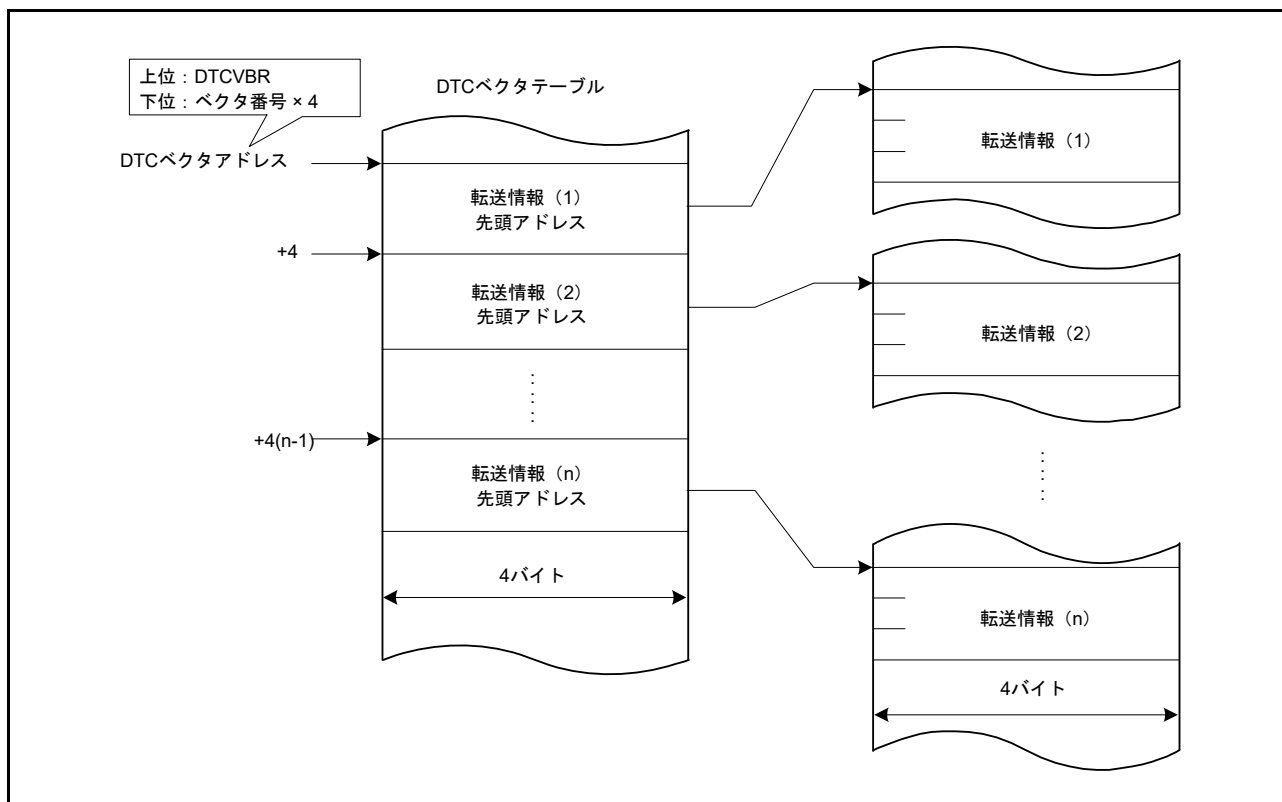 上位：DTCVBR
下位：ベクタ番号 × 4
DTCベクタテーブル
DTCベクタアドレス
転送情報（1）
先頭アドレス
+4
転送情報（2）
先頭アドレス
+4(n-1)
転送情報（n）
先頭アドレス
4バイト
転送情報（1）
転送情報（2）
転送情報（n）
4バイト